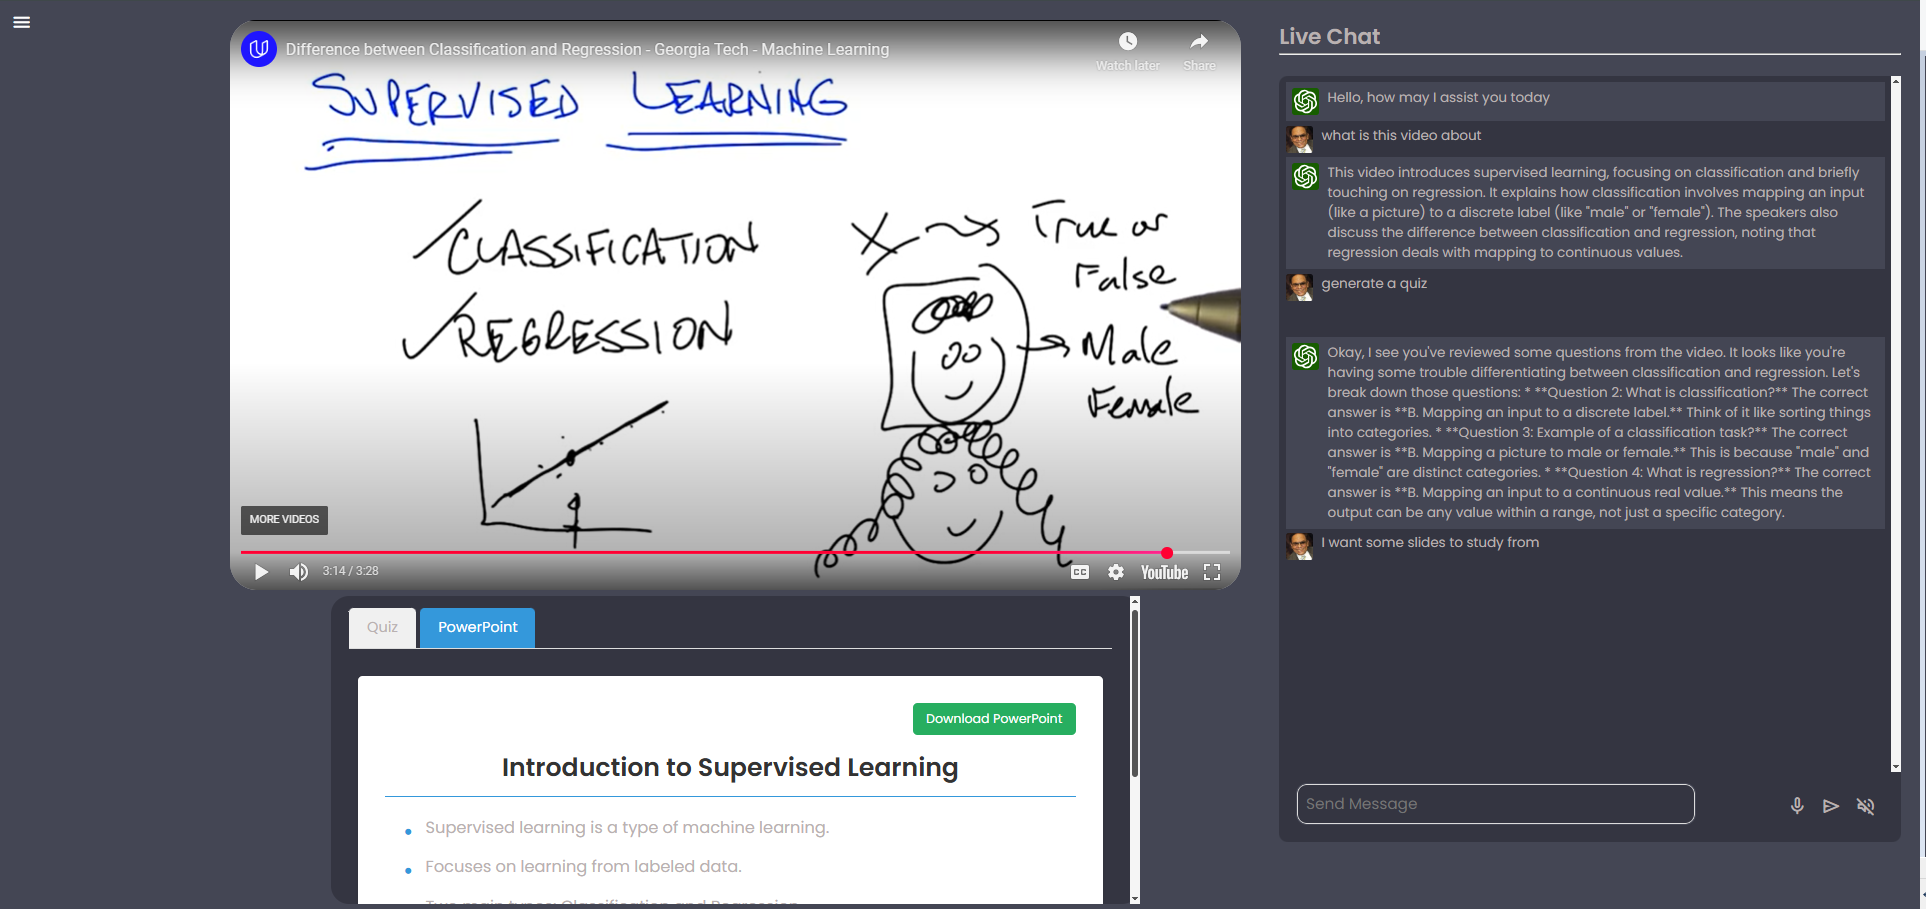 Difference between Classification and Regression - Georgia Tech - Machine Learning
Watch later
Share
SUPERVISED LEARNING
CLASSIFICATION
REGRESSION
X
True or
False
Male
Female
MORE VIDEOS
3:14 / 3:28
CC
YouTube
Quiz
PowerPoint
Download PowerPoint
Introduction to Supervised Learning
Supervised learning is a type of machine learning.
Focuses on learning from labeled data.
Two main types: Classification and Regression
Live Chat
Hello, how may I assist you today
what is this video about
This video introduces supervised learning, focusing on classification and briefly
touching on regression. It explains how classification involves mapping an input
(like a picture) to a discrete label (like "male" or "female"). The speakers also
discuss the difference between classification and regression, noting that
regression deals with mapping to continuous values.
generate a quiz
Okay, I see you've reviewed some questions from the video. It looks like you're
having some trouble differentiating between classification and regression. Let's
break down those questions: * **Question 2: What is classification?** The correct
answer is **B. Mapping an input to a discrete label.** Think of it like sorting things
into categories. * **Question 3: Example of a classification task?** The correct
answer is **B. Mapping a picture to male or female.** This is because "male" and
"female" are distinct categories. * **Question 4: What is regression?** The correct
answer is **B. Mapping an input to a continuous real value.** This means the
output can be any value within a range, not just a specific category.
I want some slides to study from
Send Message